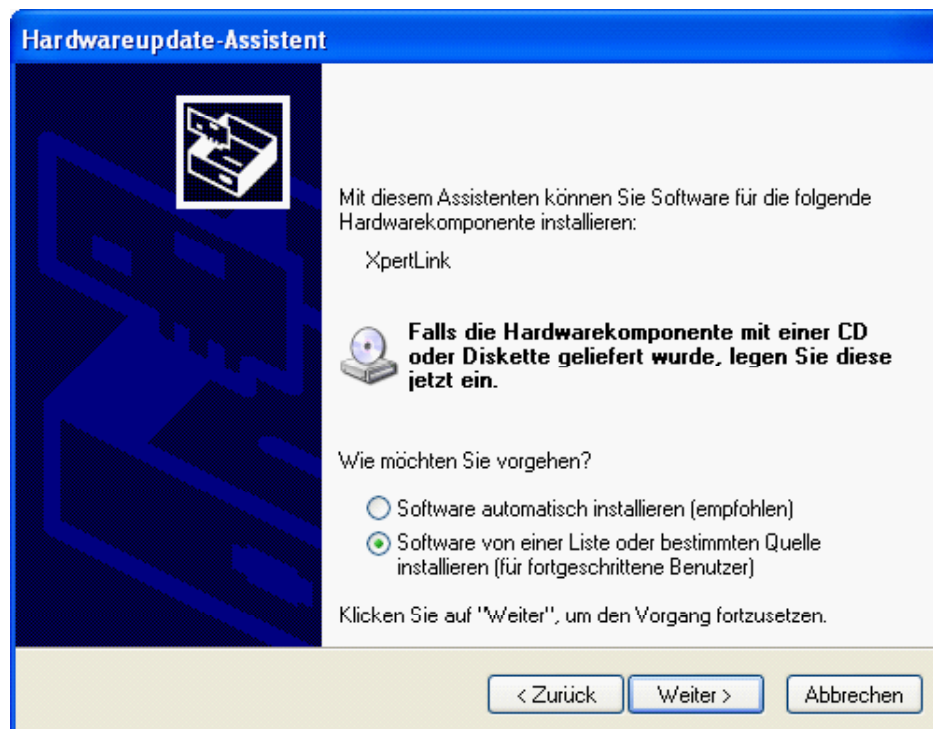 Hardwareupdate-Assistent
Mit diesem Assistenten können Sie Software für die folgende
Hardwarekomponente installieren:
XpertLink
Falls die Hardwarekomponente mit einer CD
oder Diskette geliefert wurde, legen Sie diese
jetzt ein.
Wie möchten Sie vorgehen?
Software automatisch installieren (empfohlen)
Software von einer Liste oder bestimmten Quelle
installieren (für fortgeschrittene Benutzer)
Klicken Sie auf "Weiter", um den Vorgang fortzusetzen.
< Zurück Weiter > Abbrechen